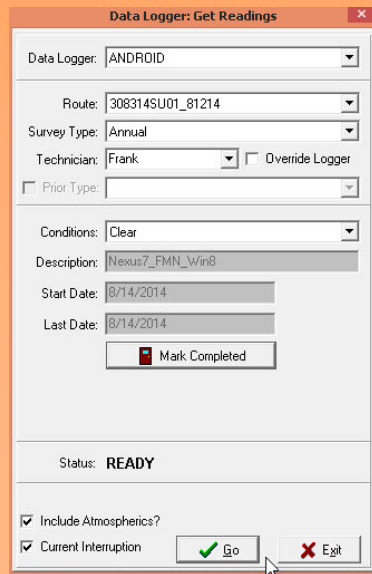 Data Logger: Get Readings
Data Logger: ANDROID
Route: 308314SU01_81214
Survey Type: Annual
Technician: Frank Override Logger
Prior Type:
Conditions: Clear
Description: Nexus7_FMN_Win8
Start Date: 8/14/2014
Last Date: 8/14/2014
Mark Completed
Status: READY
Include Atmospherics?
Current Interruption Go Exit